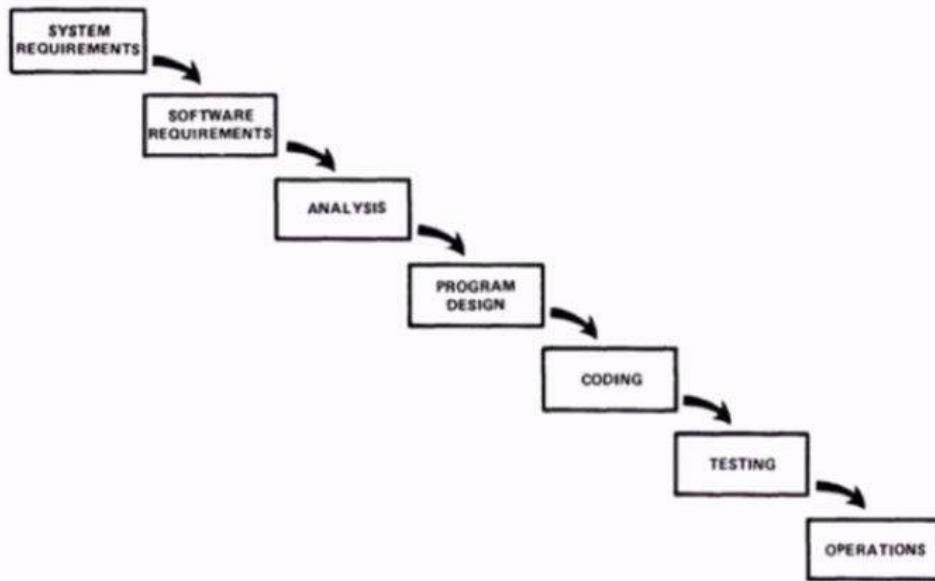 SYSTEM
REQUIREMENTS
SOFTWARE
REQUIREMENTS
ANALYSIS
PROGRAM
DESIGN
CODING
TESTING
OPERATIONS